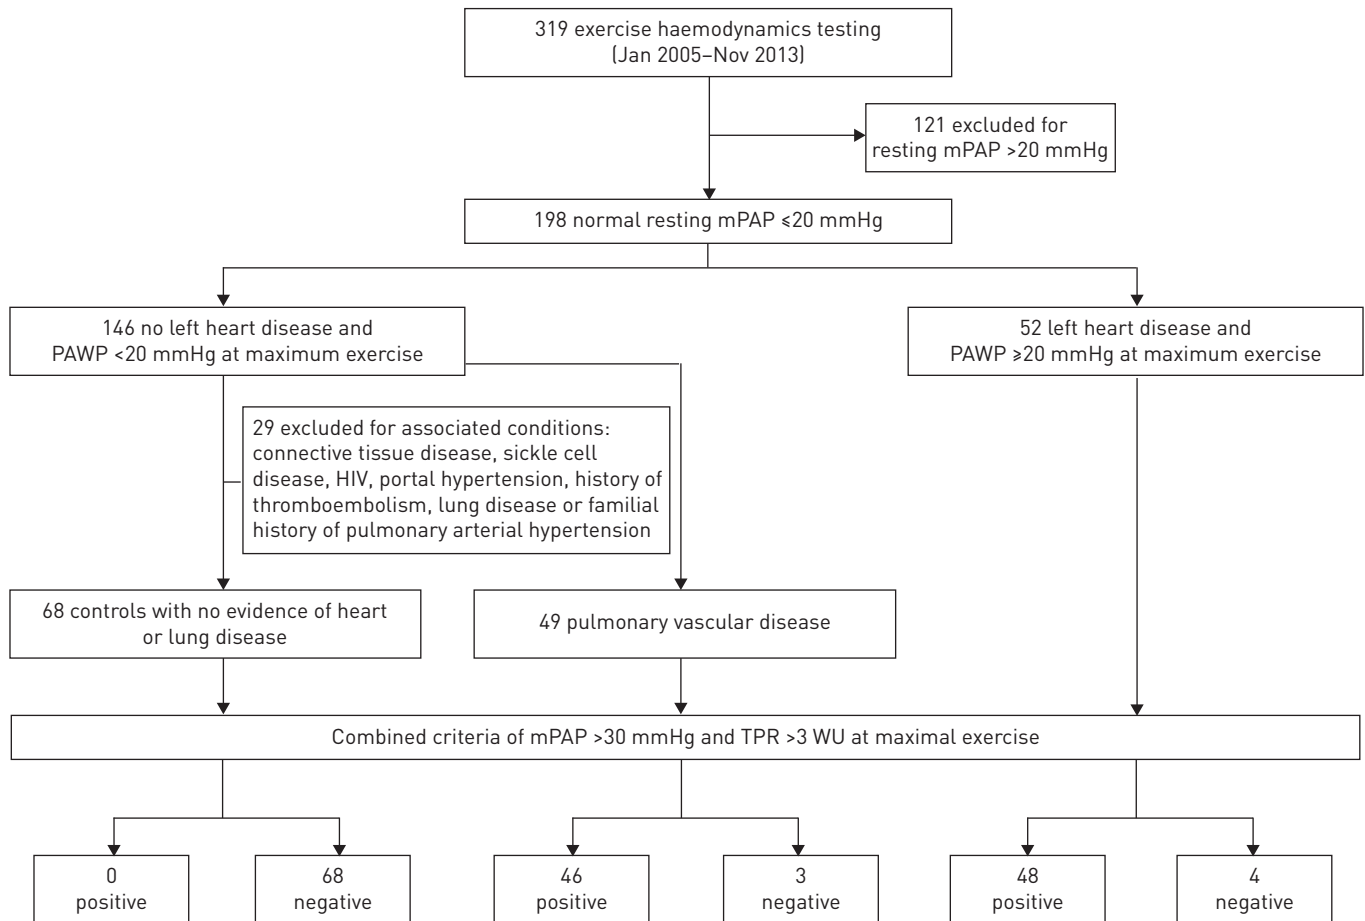 319 exercise haemodynamics testing
(Jan 2005–Nov 2013)
121 excluded for
resting mPAP >20 mmHg
198 normal resting mPAP ⩽20 mmHg
146 no left heart disease and
PAWP <20 mmHg at maximum exercise
52 left heart disease and
PAWP ⩾20 mmHg at maximum exercise
29 excluded for associated conditions:
connective tissue disease, sickle cell
disease, HIV, portal hypertension, history of
thromboembolism, lung disease or familial
history of pulmonary arterial hypertension
68 controls with no evidence of heart
or lung disease
49 pulmonary vascular disease
Combined criteria of mPAP >30 mmHg and TPR >3 WU at maximal exercise
0
positive
68
negative
46
positive
3
negative
48
positive
4
negative